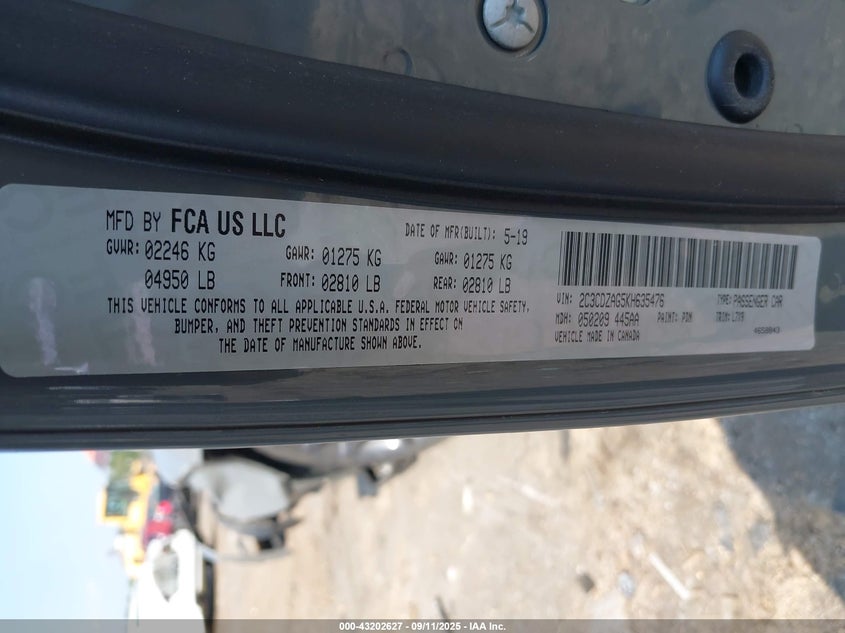 MFD BY FCA US LLC DATE OF MFR(BUILT): 5-19
GVWR: 02246 KG GAWR: 01275 KG GAWR: 01275 KG
04950 LB FRONT: 02810 LB REAR: 02810 LB
THIS VEHICLE CONFORMS TO ALL APPLICABLE U.S.A. FEDERAL MOTOR VEHICLE SAFETY,
BUMPER, AND THEFT PREVENTION STANDARDS IN EFFECT ON
THE DATE OF MANUFACTURE SHOWN ABOVE.
VIN: 2C3CDZAG5KH635476 TYPE: PASSENGER CAR
MDH: 050209 445AA PAINT: PDN TRIM: L7X9
VEHICLE MADE IN CANADA 4658843
000-43202627 - 09/11/2025 - IAA Inc.